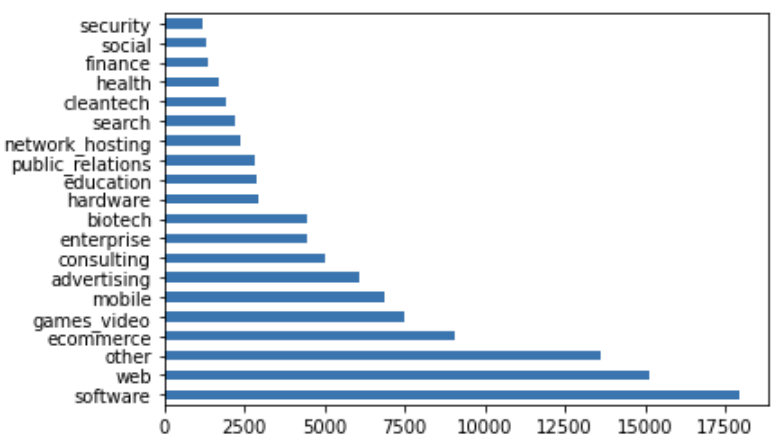 security
social
finance
health
cleantech
search
network_hosting
public_relations
education
hardware
biotech
enterprise
consulting
advertising
mobile
games_video
ecommerce
other
web
software
0 2500 5000 7500 10000 12500 15000 17500